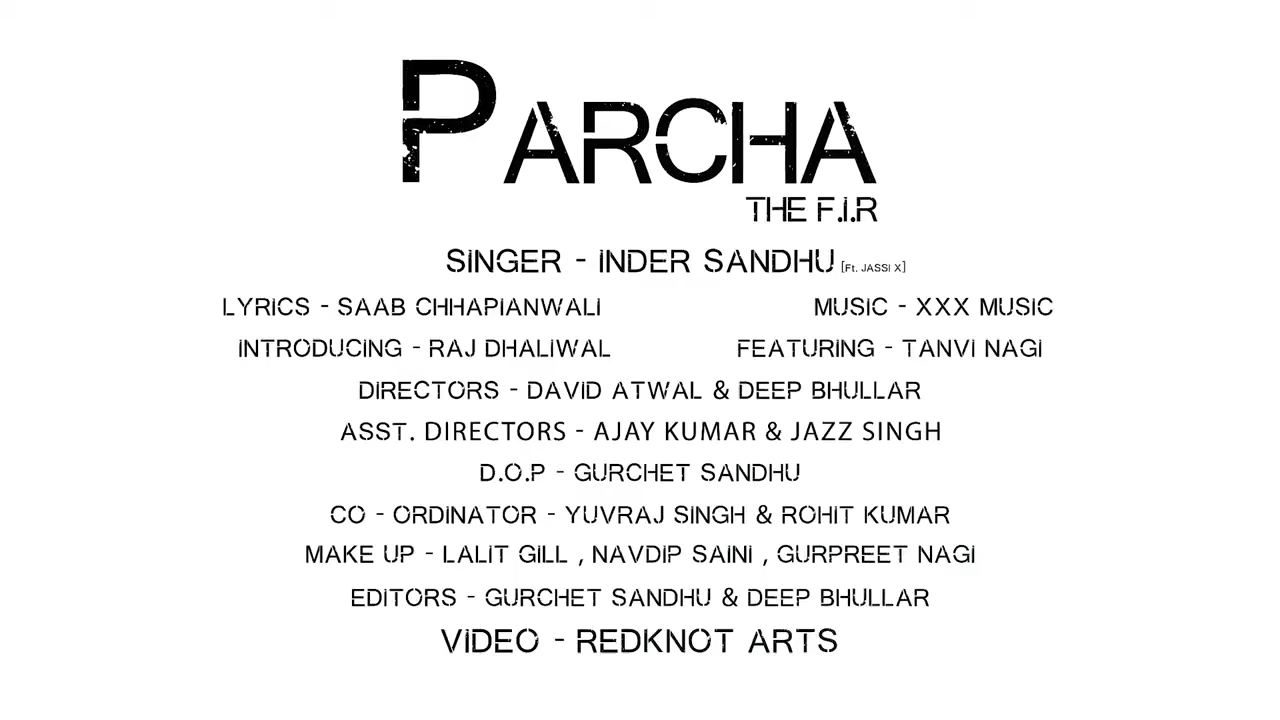 PARCHA
THE F.I.R
SINGER - INDER SANDHU [Ft. JASSI X]
LYRICS - SAAB CHHAPIANWALI MUSIC - XXX MUSIC
INTRODUCING - RAJ DHALIWAL FEATURING - TANVI NAGI
DIRECTORS - DAVID ATWAL & DEEP BHULLAR
ASST. DIRECTORS - AJAY KUMAR & JAZZ SINGH
D.O.P - GURCHET SANDHU
CO - ORDINATOR - YUVRAJ SINGH & ROHIT KUMAR
MAKE UP - LALIT GILL , NAVDIP SAINI , GURPREET NAGI
EDITORS - GURCHET SANDHU & DEEP BHULLAR
VIDEO - REDKNOT ARTS